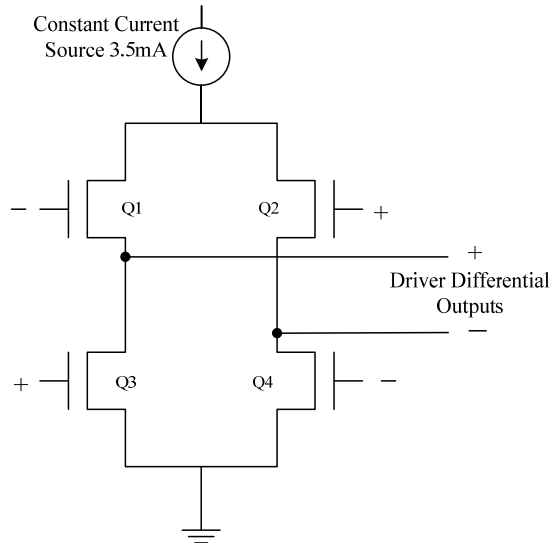 Constant Current
Source 3.5mA
− Q1 Q2 +
+
Driver Differential
Outputs
−
+ Q3 Q4 −